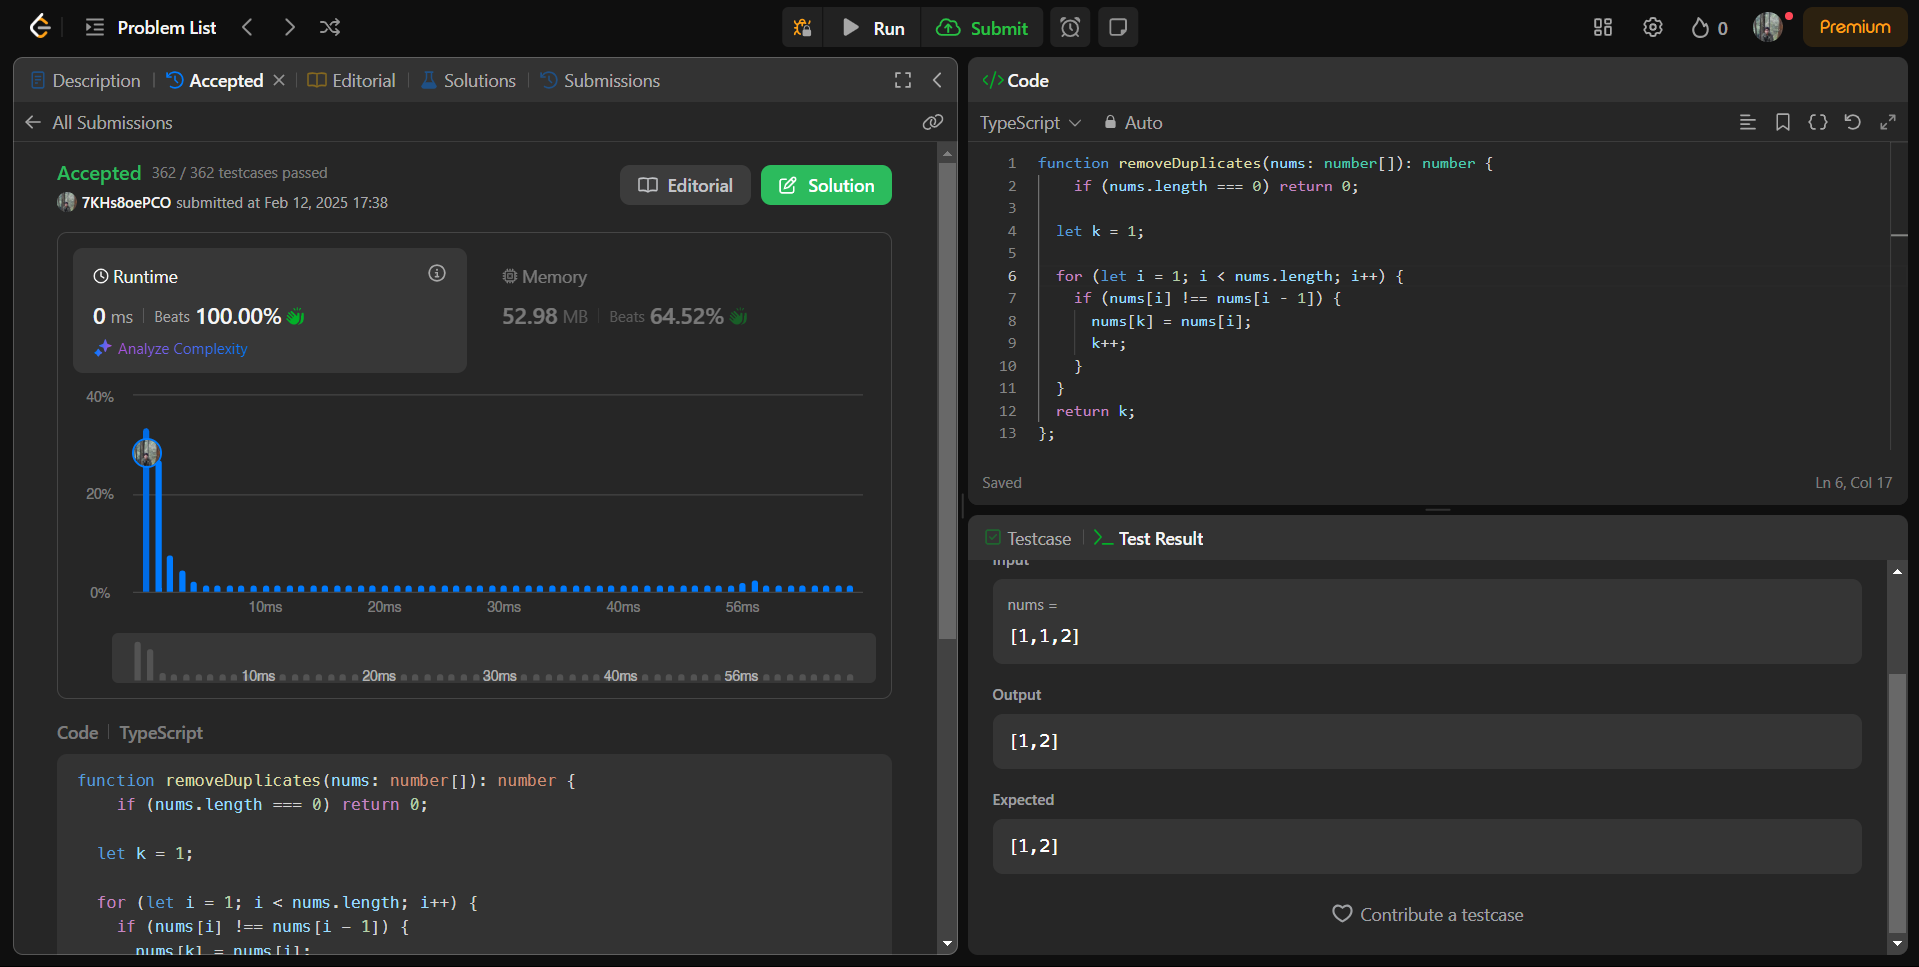 Problem List
Run
Submit
0
Premium
Description
Accepted
Editorial
Solutions
Submissions
All Submissions
Accepted 362 / 362 testcases passed
7KHs8oePCO submitted at Feb 12, 2025 17:38
Editorial
Solution
Runtime
0 ms Beats 100.00%
Analyze Complexity
Memory
52.98 MB Beats 64.52%
40%
20%
0%
10ms 20ms 30ms 40ms 56ms
10ms 20ms 30ms 40ms 56ms
Code TypeScript
function removeDuplicates(nums: number[]): number {
if (nums.length === 0) return 0;
let k = 1;
for (let i = 1; i < nums.length; i++) {
if (nums[i] !== nums[i - 1]) {
nums[k] = nums[i];
</> Code
TypeScript Auto
1 function removeDuplicates(nums: number[]): number {
2 if (nums.length === 0) return 0;
3
4 let k = 1;
5
6 for (let i = 1; i < nums.length; i++) {
7 if (nums[i] !== nums[i - 1]) {
8 nums[k] = nums[i];
9 k++;
10 }
11 }
12 return k;
13 };
Saved
Ln 6, Col 17
Testcase
Test Result
Input
nums =
[1,1,2]
Output
[1,2]
Expected
[1,2]
Contribute a testcase